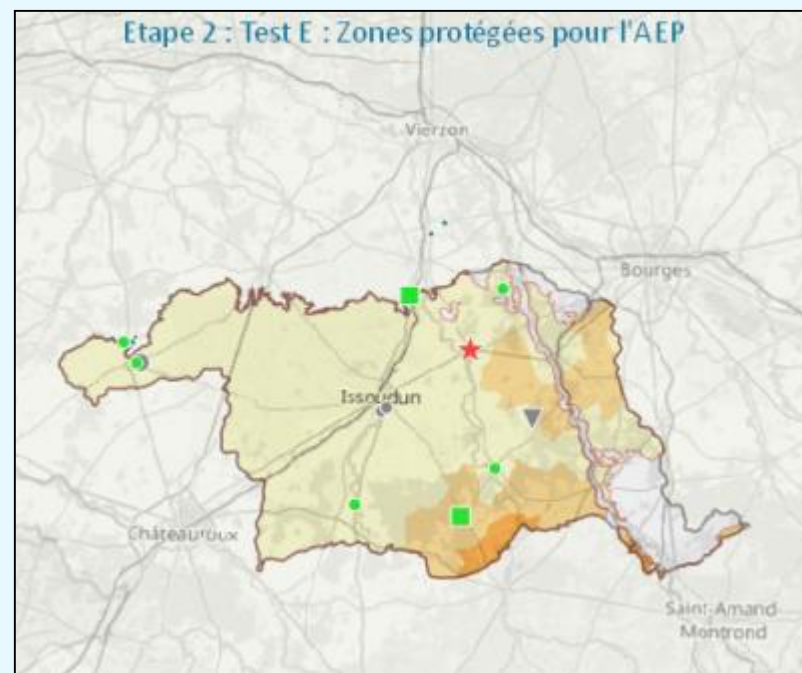 Etape 2 : Test E : Zones protégées pour l'AEP
Vierzon
Bourges
Issoudun
Châteauroux
Saint-Amand
Montrond